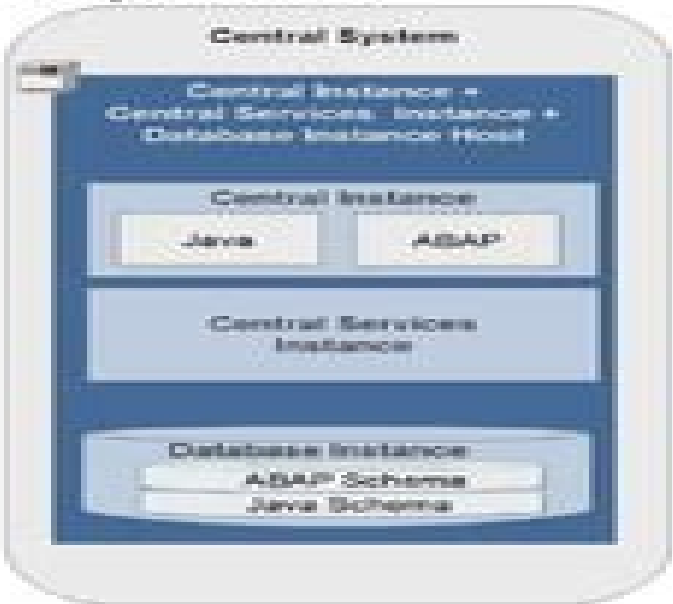 Central System
Central Instance +
Central Services Instance +
Database Instance Host
Central Instance
Java
ABAP
Central Services
Instance
Database Instance
ABAP Schema
Java Schema